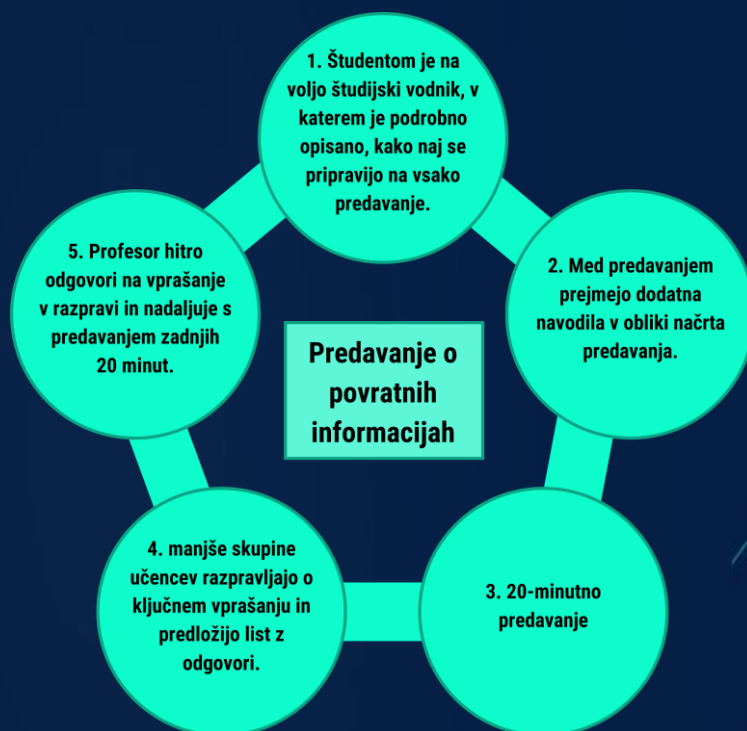 1. Študentom je na
voljo študijski vodnik, v
katerem je podrobno
opisano, kako naj se
pripravijo na vsako
predavanje.
2. Med predavanjem
prejmejo dodatna
navodila v obliki načrta
predavanja.
3. 20-minutno
predavanje
4. manjše skupine
učencev razpravljajo o
ključnem vprašanju in
predložijo list z
odgovori.
5. Profesor hitro
odgovori na vprašanje
v razpravi in nadaljuje s
predavanjem zadnjih
20 minut.
Predavanje o
povratnih
informacijah